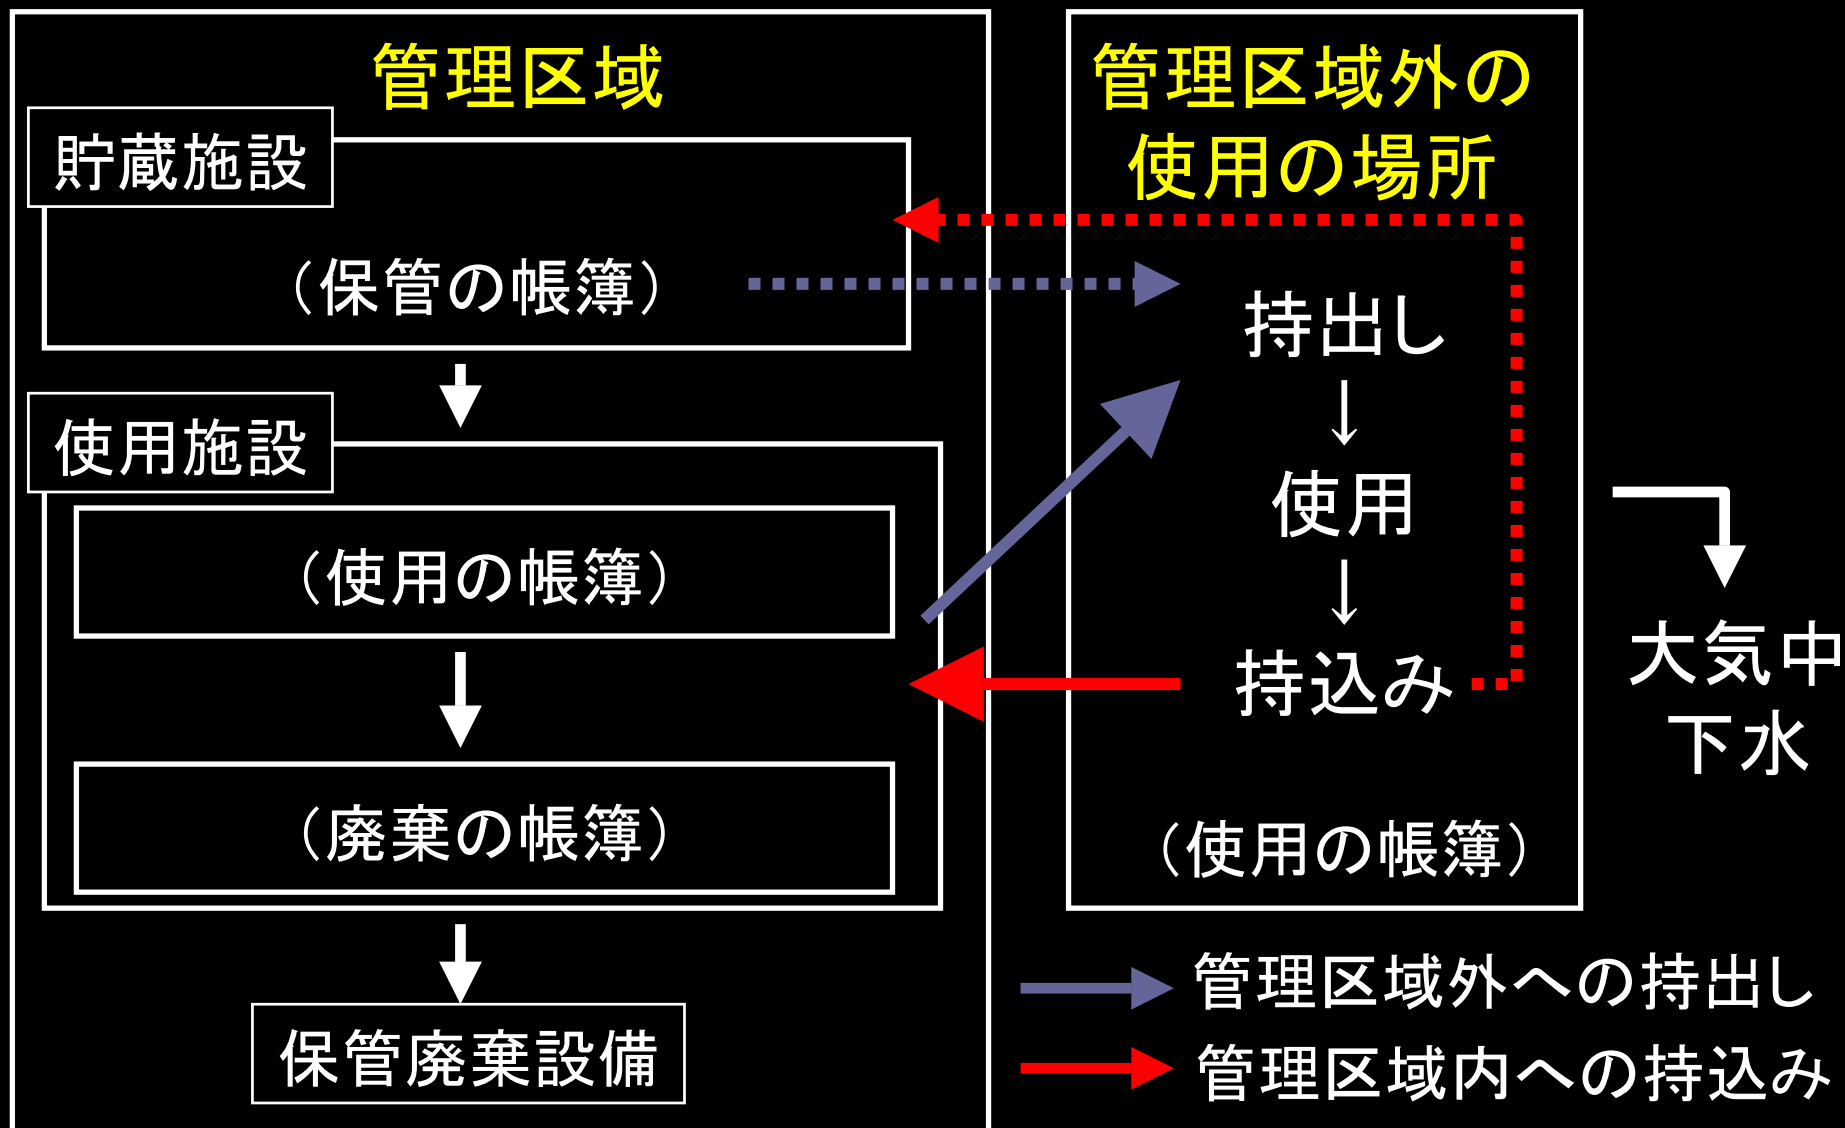 管理区域
貯蔵施設
（保管の帳簿）
使用施設
（使用の帳簿）
（廃棄の帳簿）
保管廃棄設備
管理区域外の
使用の場所
持出し
使用
持込み
（使用の帳簿）
大気中
下水
管理区域外への持出し
管理区域内への持込み